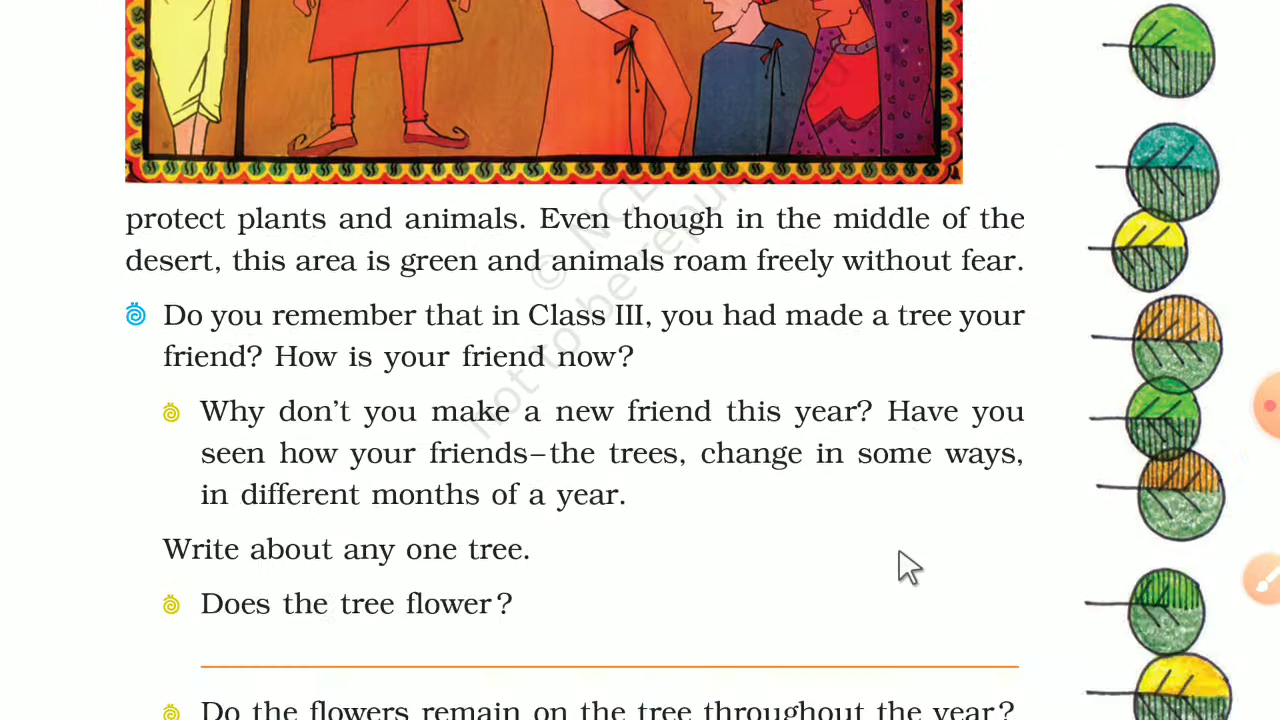 protect plants and animals. Even though in the middle of the
desert, this area is green and animals roam freely without fear.
Do you remember that in Class III, you had made a tree your
friend? How is your friend now?
Why don't you make a new friend this year? Have you
seen how your friends–the trees, change in some ways,
in different months of a year.
Write about any one tree.
Does the tree flower?
Do the flowers remain on the tree throughout the year?